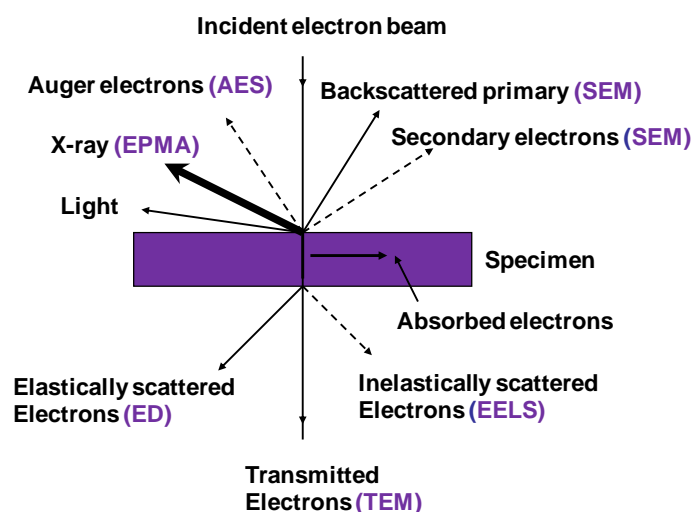 Incident electron beam
Auger electrons (AES)
Backscattered primary (SEM)
Secondary electrons (SEM)
X-ray (EPMA)
Light
Specimen
Absorbed electrons
Elastically scattered
Electrons (ED)
Inelastically scattered
Electrons (EELS)
Transmitted
Electrons (TEM)